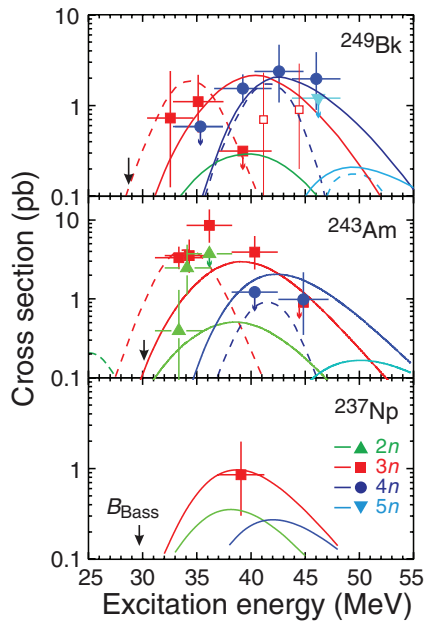 10
²⁴⁹Bk
1
0.1
Cross section (pb)
10
²⁴³Am
1
0.1
²³⁷Np
2n
3n
4n
5n
1
B_Bass
0.1
25 30 35 40 45 50 55
Excitation energy (MeV)